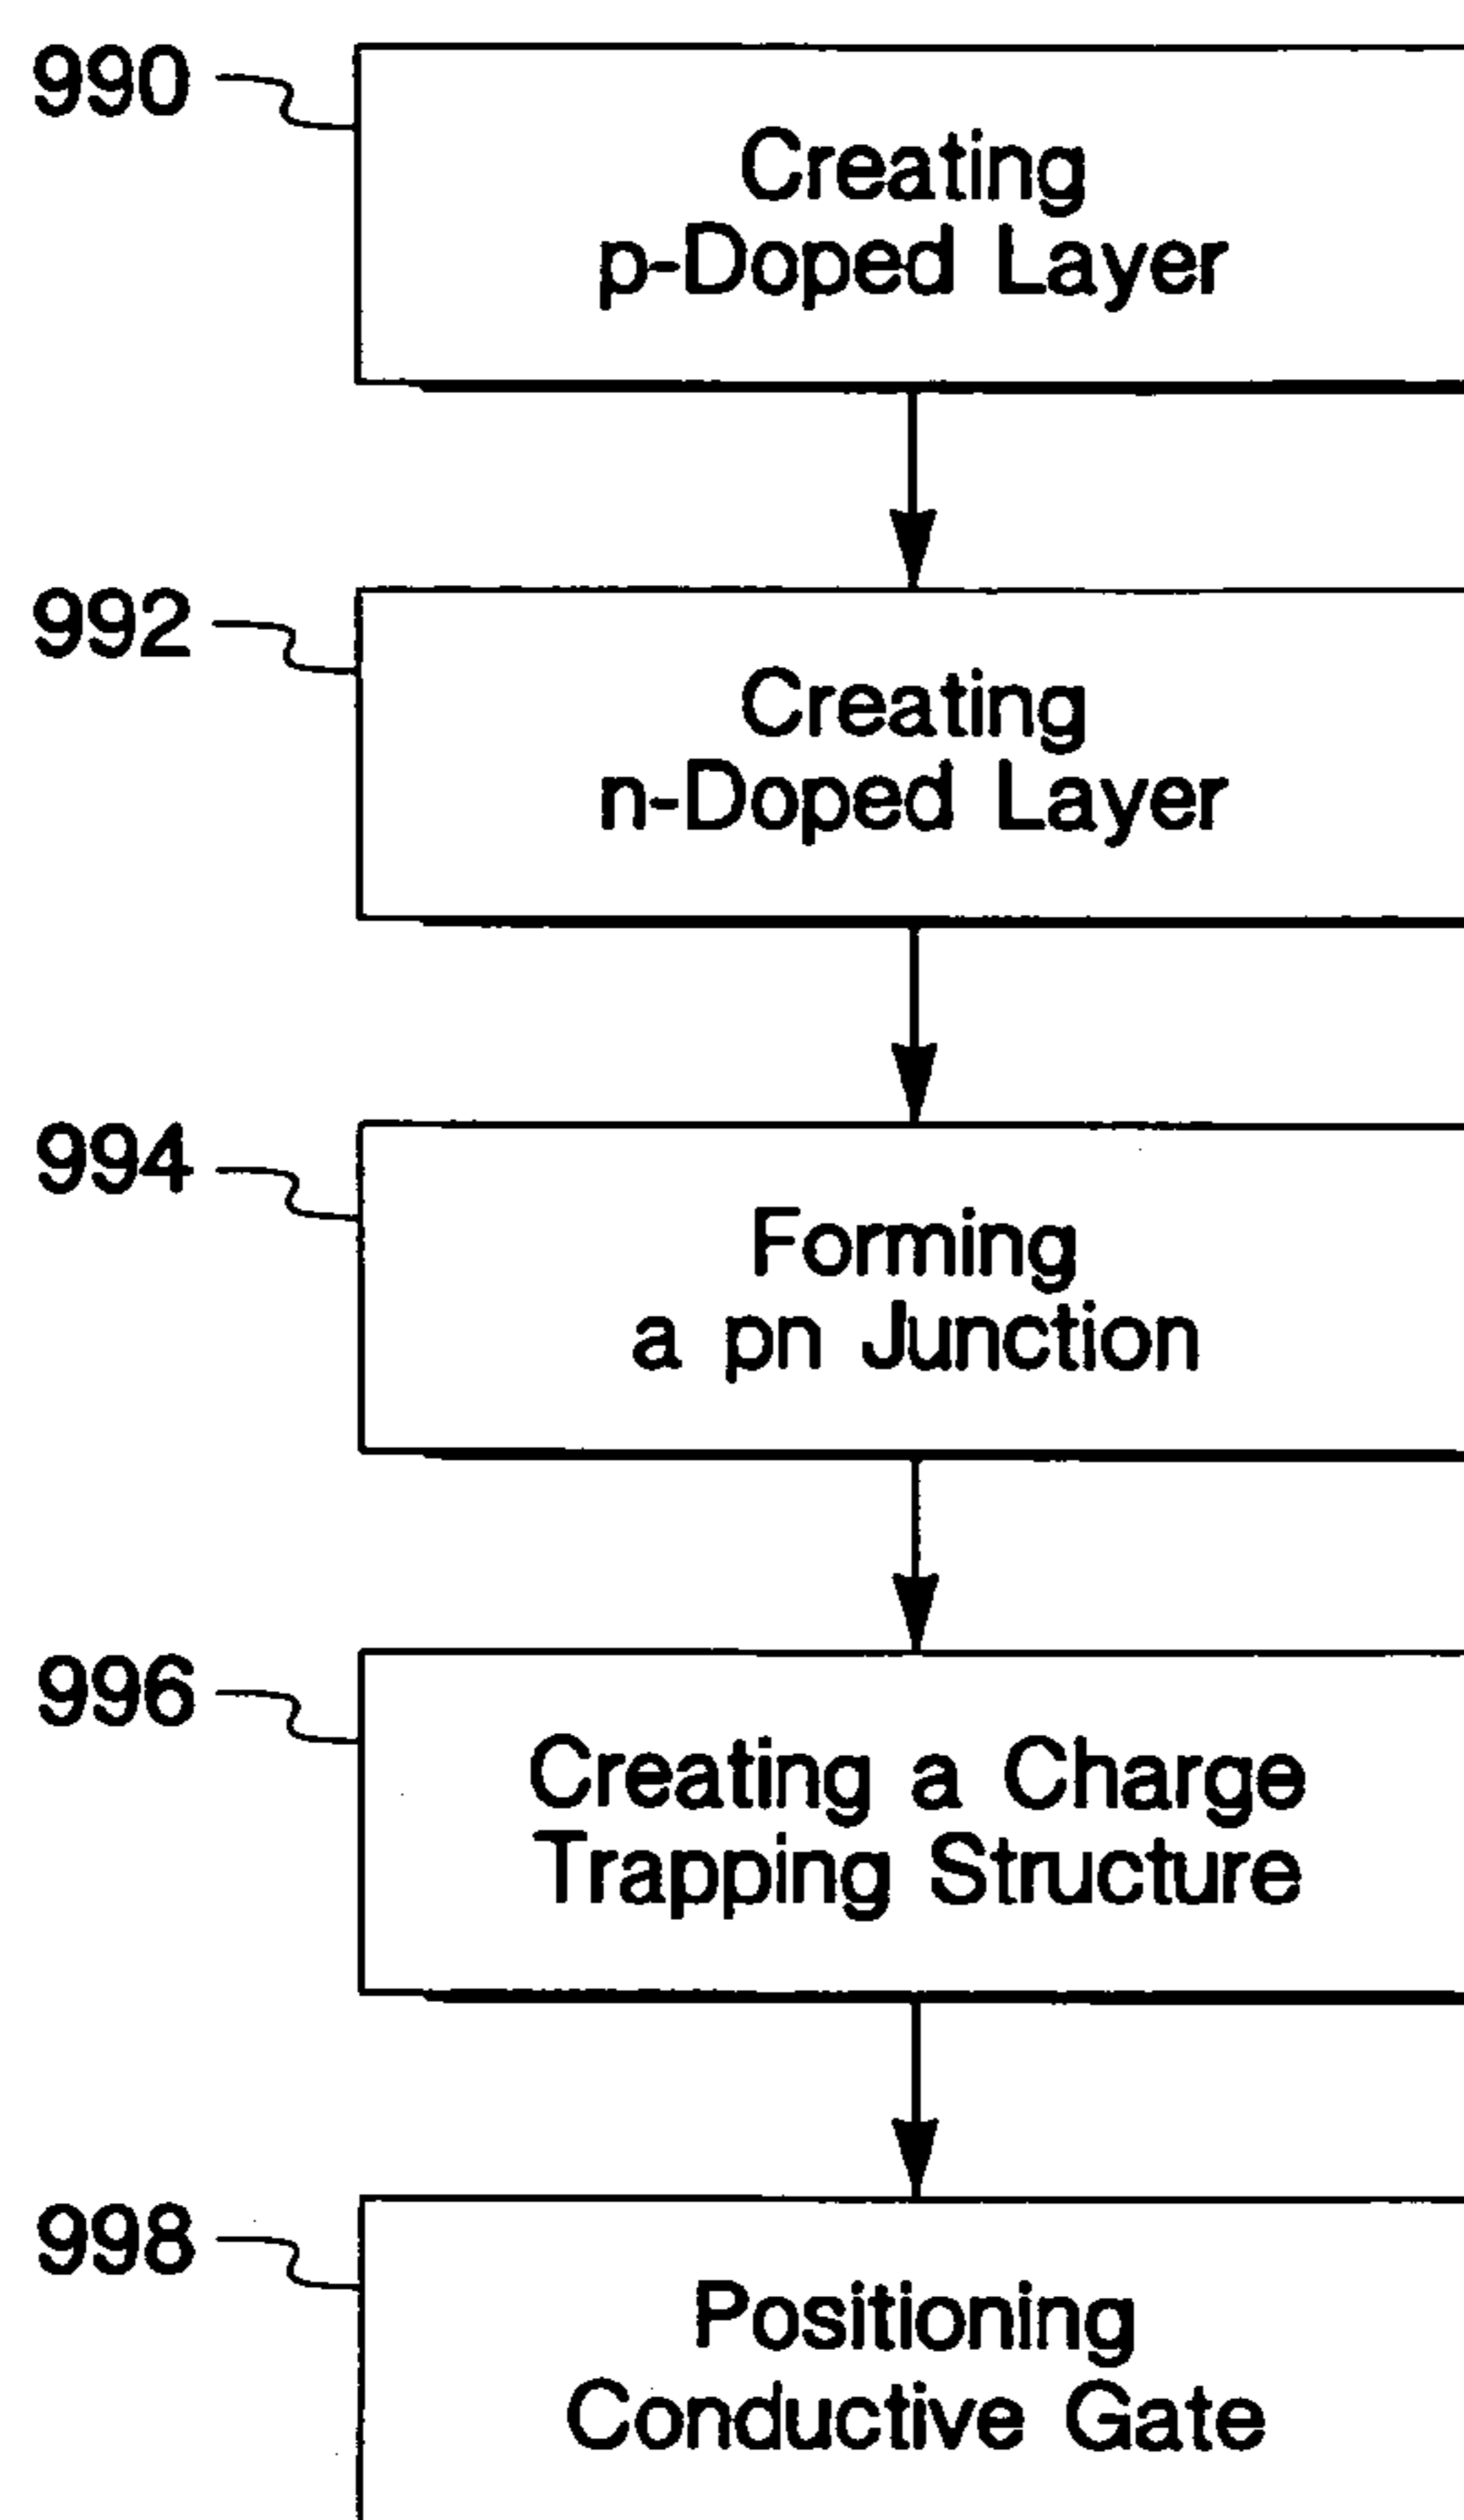 990
Creating
p-Doped Layer
992
Creating
n-Doped Layer
994
Forming
a pn Junction
996
Creating a Charge
Trapping Structure
998
Positioning
Conductive Gate